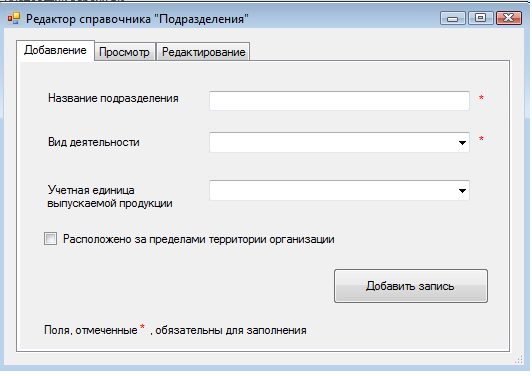 Редактор справочника "Подразделения"
Добавление Просмотр Редактирование
Название подразделения *
Вид деятельности *
Учетная единица
выпускаемой продукции
Расположено за пределами территории организации
Добавить запись
Поля, отмеченные * , обязательны для заполнения